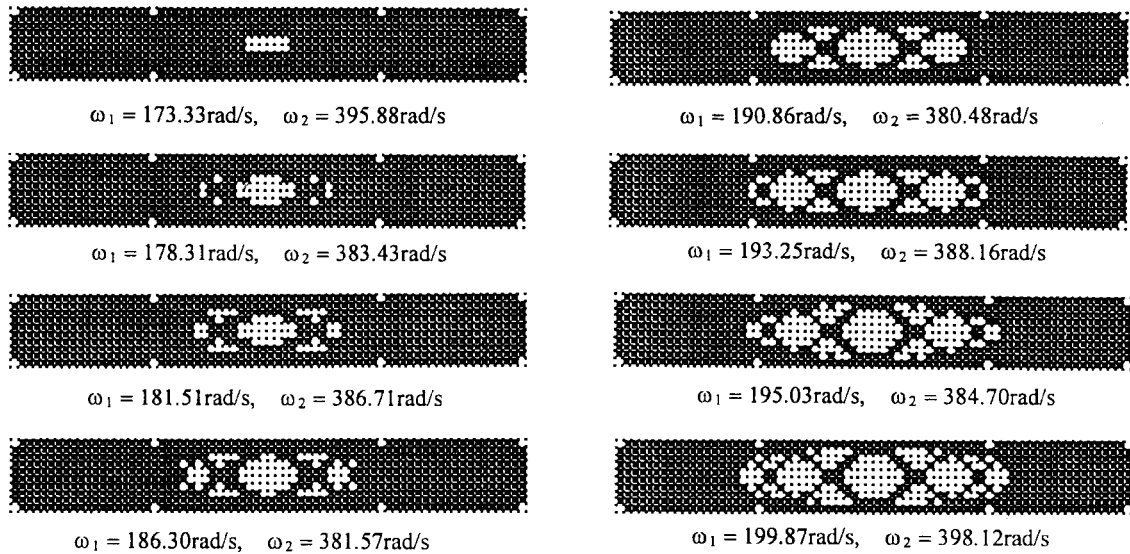 ω1 = 173.33rad/s, ω2 = 395.88rad/s
ω1 = 178.31rad/s, ω2 = 383.43rad/s
ω1 = 181.51rad/s, ω2 = 386.71rad/s
ω1 = 186.30rad/s, ω2 = 381.57rad/s
ω1 = 190.86rad/s, ω2 = 380.48rad/s
ω1 = 193.25rad/s, ω2 = 388.16rad/s
ω1 = 195.03rad/s, ω2 = 384.70rad/s
ω1 = 199.87rad/s, ω2 = 398.12rad/s